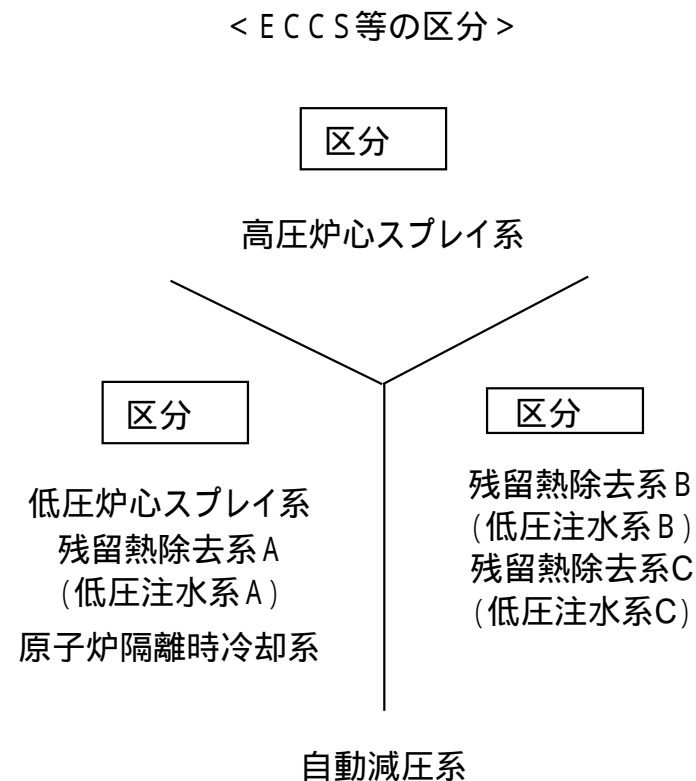 <ECCS等の区分>
区分
高圧炉心スプレイ系
区分
低圧炉心スプレイ系
残留熱除去系A
(低圧注水系A)
原子炉隔離時冷却系
区分
残留熱除去系B
(低圧注水系B)
残留熱除去系C
(低圧注水系C)
自動減圧系